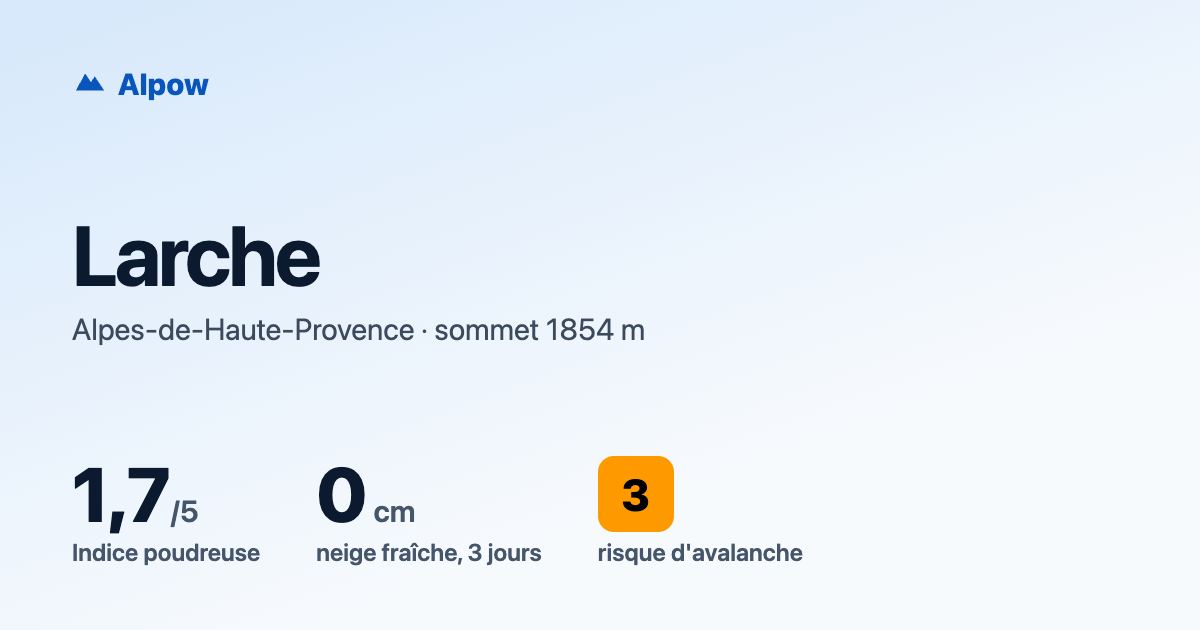 Alpow
Larche
Alpes-de-Haute-Provence · sommet 1854 m
1,7/5
Indice poudreuse
0 cm
neige fraîche, 3 jours
3
risque d'avalanche